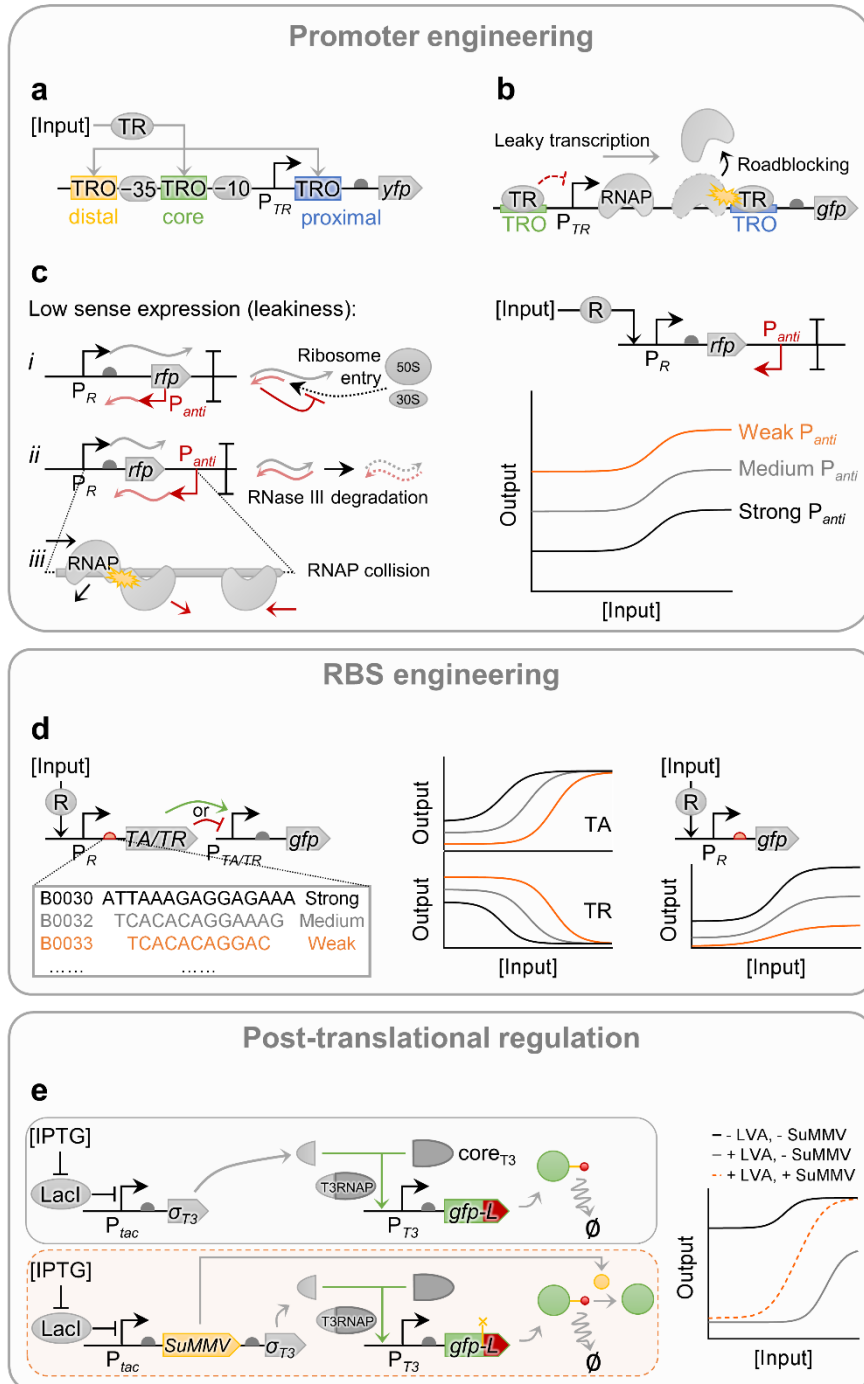 Promoter engineering
a
[Input] TR
TRO −35 TRO −10 P_TR TRO yfp
distal core proximal
b
Leaky transcription
Roadblocking
TR RNAP TR
TRO P_TR TRO gfp
c
Low sense expression (leakiness):
i
P_R rfp P_anti
Ribosome
entry
50S
30S
ii
P_R rfp P_anti
RNase III degradation
iii
RNAP
RNAP collision
[Input] R
P_R rfp P_anti
Output
Weak P_anti
Medium P_anti
Strong P_anti
[Input]
RBS engineering
d
[Input]
R
or
P_R TA/TR P_TA/TR gfp
B0030 ATTAAAGAGGAGAAA Strong
B0032 TCACACAGGAAAG Medium
B0033 TCACACAGGAC Weak
...... ......
Output
TA
Output
TR
[Input]
[Input]
R
P_R gfp
Output
[Input]
Post-translational regulation
e
[IPTG]
LacI
P_tac σ_T3
core_T3
T3RNAP
P_T3 gfp-L
Ø
[IPTG]
LacI
P_tac SuMMV σ_T3
T3RNAP
P_T3 gfp-L
Ø
- LVA, - SuMMV
+ LVA, - SuMMV
+ LVA, + SuMMV
Output
[Input]